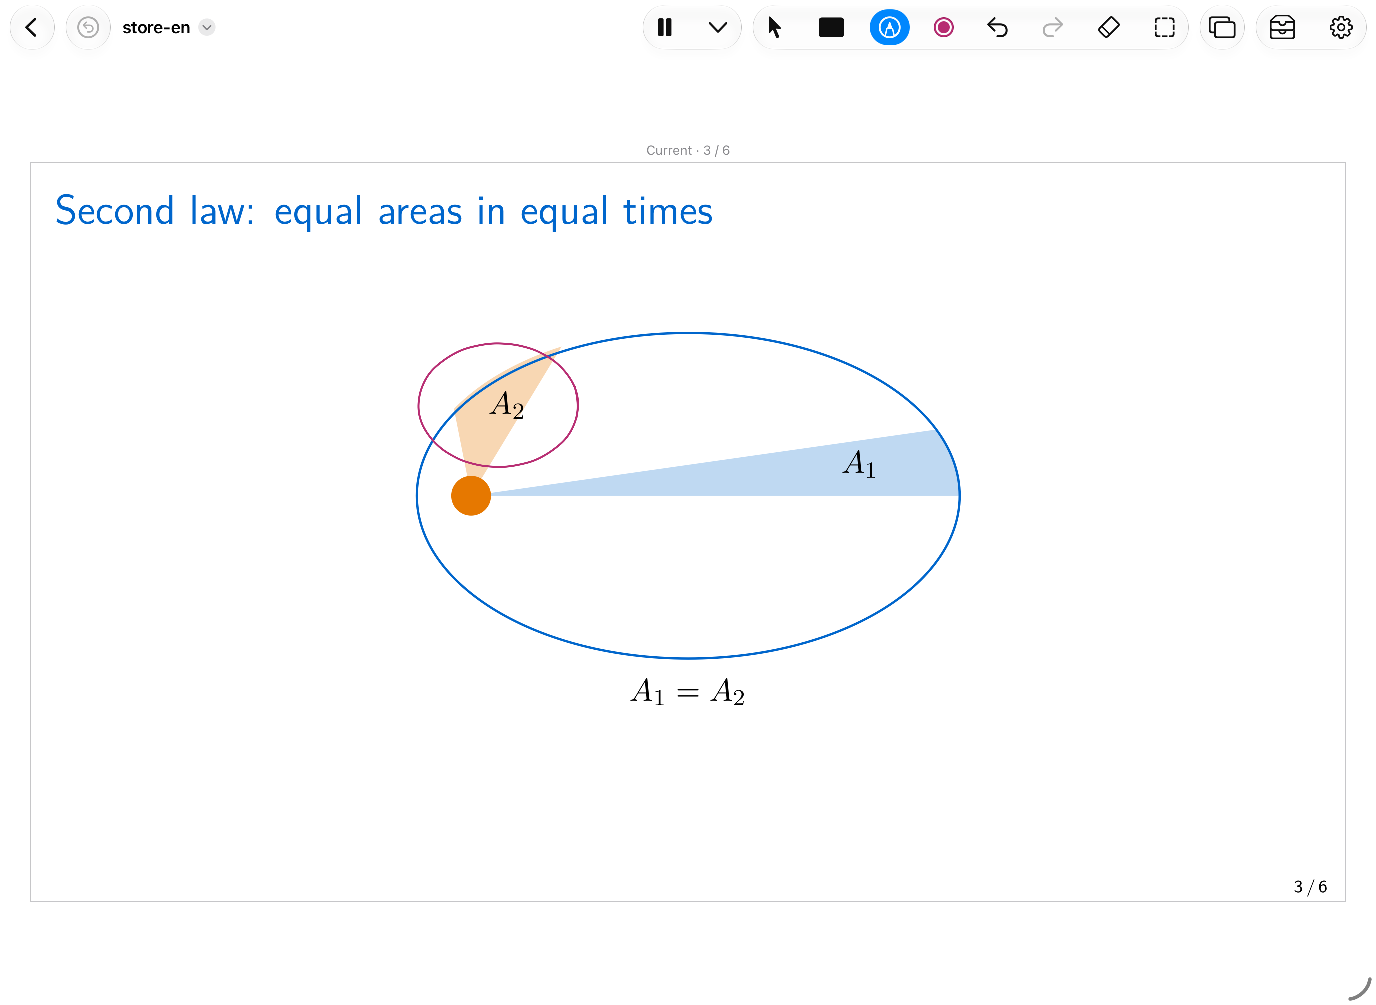 store-en
Current · 3 / 6
Second law: equal areas in equal times
A₂
A₁
A₁ = A₂
3 / 6